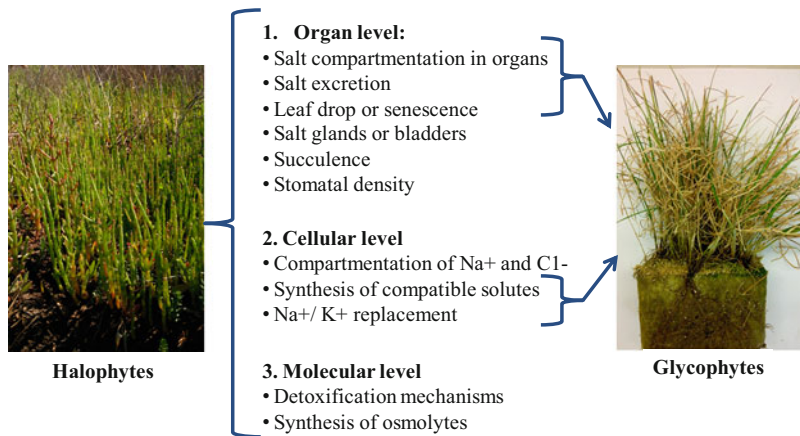 1. Organ level:
• Salt compartmentation in organs
• Salt excretion
• Leaf drop or senescence
• Salt glands or bladders
• Succulence
• Stomatal density
2. Cellular level
• Compartmentation of Na+ and C1-
• Synthesis of compatible solutes
• Na+/ K+ replacement
3. Molecular level
• Detoxification mechanisms
• Synthesis of osmolytes
Halophytes
Glycophytes